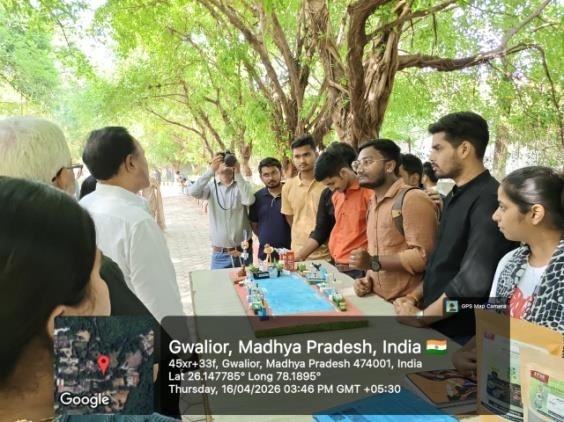 GPS Map Camera
Gwalior, Madhya Pradesh, India
45xr+33f, Gwalior, Madhya Pradesh 474001, India
Lat 26.147785° Long 78.1895°
Thursday, 16/04/2026 03:46 PM GMT +05:30
Google